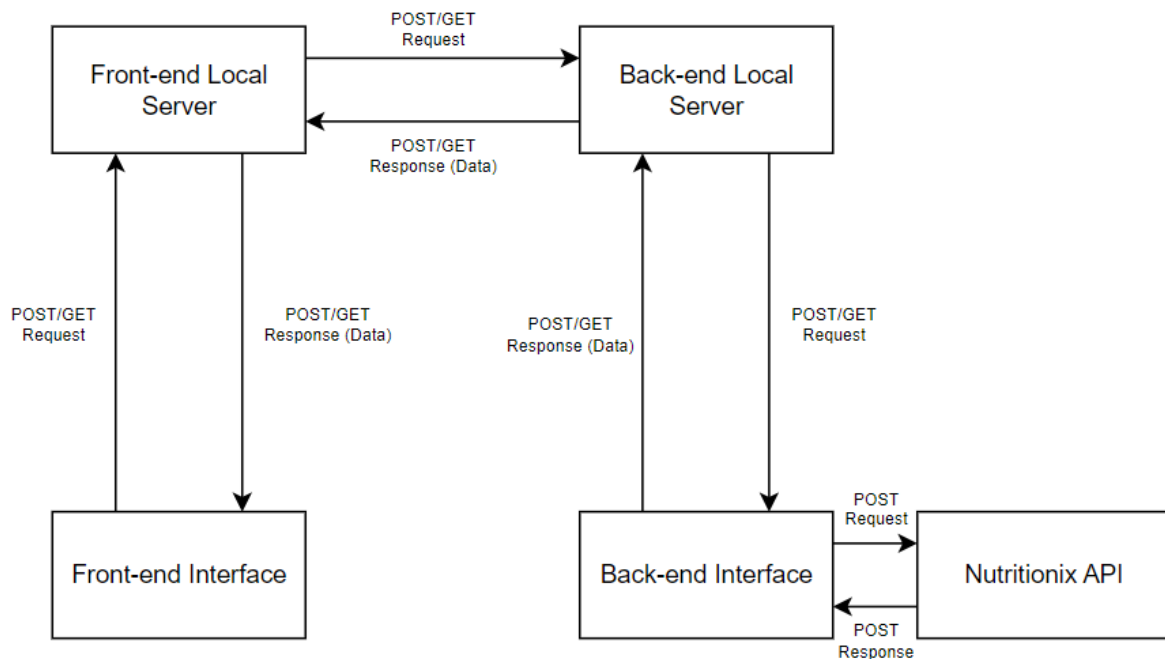 POST/GET
Request
Front-end Local
Server
Back-end Local
Server
POST/GET
Response (Data)
POST/GET
Request
POST/GET
Response (Data)
POST/GET
Response (Data)
POST/GET
Request
POST
Request
Front-end Interface
Back-end Interface
Nutritionix API
POST
Response